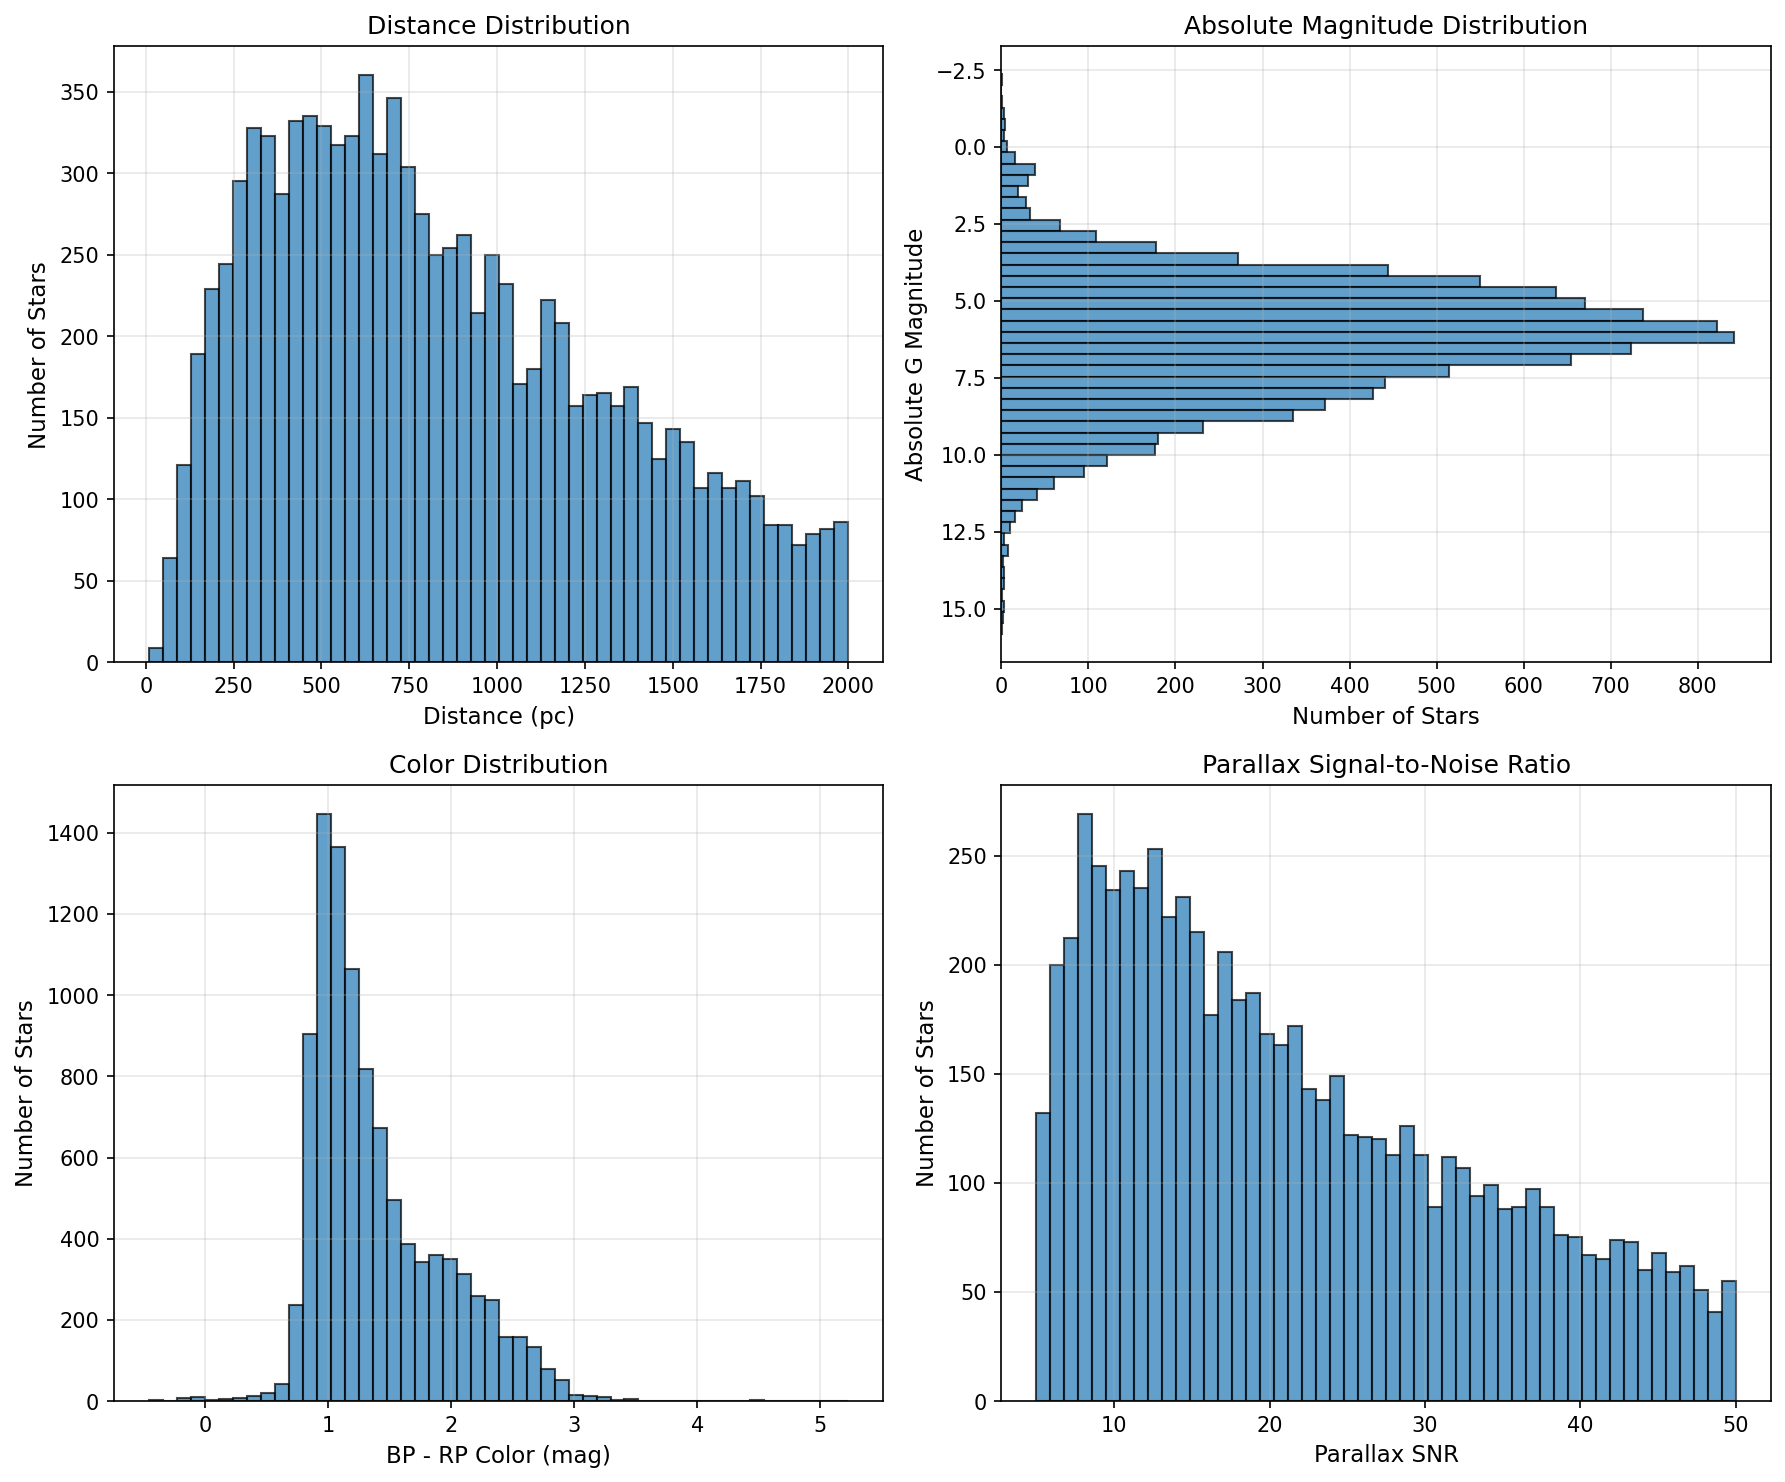 Distance Distribution
Number of Stars
350
300
250
200
150
100
50
0
0 250 500 750 1000 1250 1500 1750 2000
Distance (pc)
Absolute Magnitude Distribution
Absolute G Magnitude
−2.5
0.0
2.5
5.0
7.5
10.0
12.5
15.0
0 100 200 300 400 500 600 700 800
Number of Stars
Color Distribution
Number of Stars
1400
1200
1000
800
600
400
200
0
0 1 2 3 4 5
BP - RP Color (mag)
Parallax Signal-to-Noise Ratio
Number of Stars
250
200
150
100
50
0
10 20 30 40 50
Parallax SNR